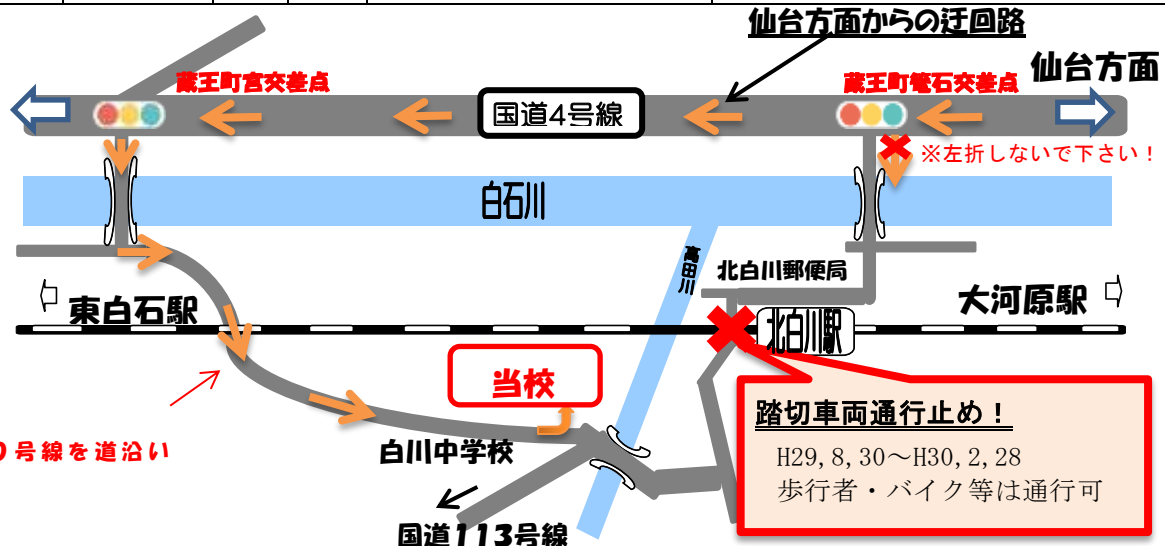 仙台方面からの迂回路
仙台方面
蔵王町宮交差点
蔵王町篭石交差点
国道4号線
※左折しないで下さい！
白石川
高田川
北白川郵便局
東白石駅
大河原駅
北白川駅
当校
踏切車両通行止め！
H29,8,30～H30,2,28
歩行者・バイク等は通行可
号線を道沿い
白川中学校
国道113号線